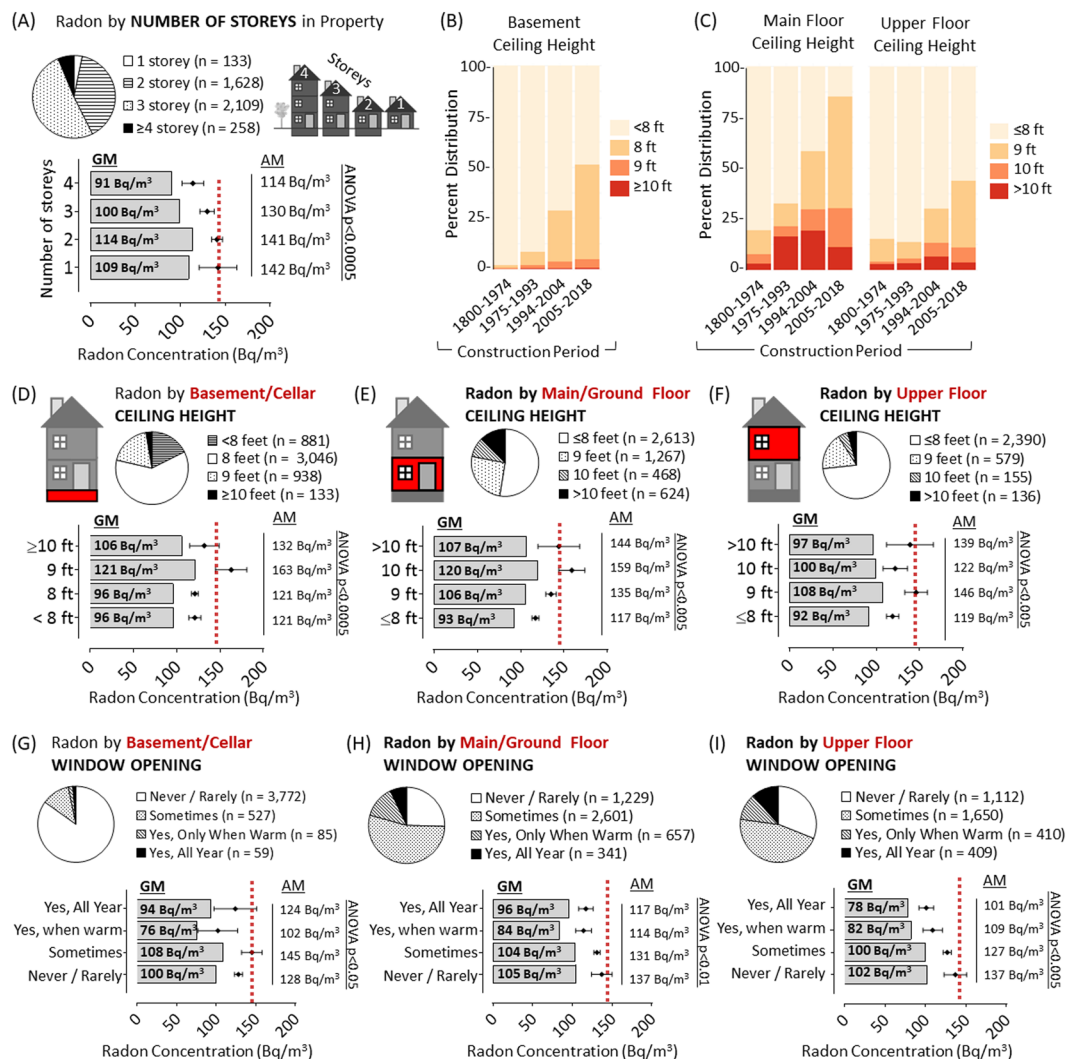 (A) Radon by NUMBER OF STOREYS in Property
1 storey (n = 133)
2 storey (n = 1,628)
3 storey (n = 2,109)
≥4 storey (n = 258)
Storeys
4 3 2 1
GM AM
Number of storeys
4 91 Bq/m³ 114 Bq/m³
3 100 Bq/m³ 130 Bq/m³
2 114 Bq/m³ 141 Bq/m³
1 109 Bq/m³ 142 Bq/m³
ANOVA p<0.0005
0 50 100 150 200
Radon Concentration (Bq/m³)
(B) Basement
Ceiling Height
Percent Distribution
100
50
25
0
<8 ft
8 ft
9 ft
≥10 ft
1800-1974
1975-1993
1994-2004
2005-2018
Construction Period
(C) Main Floor
Ceiling Height
Upper Floor
Ceiling Height
Percent Distribution
100
50
25
0
≤8 ft
9 ft
10 ft
>10 ft
1800-1974
1975-1993
1994-2004
2005-2018
1800-1974
1975-1993
1994-2004
2005-2018
Construction Period
(D) Radon by Basement/Cellar
CEILING HEIGHT
<8 feet (n = 881)
8 feet (n = 3,046)
9 feet (n = 938)
≥10 feet (n = 133)
GM AM
≥10 ft 106 Bq/m³ 132 Bq/m³
9 ft 121 Bq/m³ 163 Bq/m³
8 ft 96 Bq/m³ 121 Bq/m³
< 8 ft 96 Bq/m³ 121 Bq/m³
ANOVA p<0.0005
0 50 100 150 200
Radon Concentration (Bq/m³)
(E) Radon by Main/Ground Floor
CEILING HEIGHT
≤8 feet (n = 2,613)
9 feet (n = 1,267)
10 feet (n = 468)
>10 feet (n = 624)
GM AM
>10 107 Bq/m³ 144 Bq/m³
10 ft 120 Bq/m³ 159 Bq/m³
9 ft 106 Bq/m³ 135 Bq/m³
≤8 ft 93 Bq/m³ 117 Bq/m³
ANOVA p<0.0005
0 50 100 150 200
Radon Concentration (Bq/m³)
(F) Radon by Upper Floor
CEILING HEIGHT
≤8 feet (n = 2,390)
9 feet (n = 579)
10 feet (n = 155)
>10 feet (n = 136)
GM AM
>10 ft 97 Bq/m³ 139 Bq/m³
10 ft 100 Bq/m³ 122 Bq/m³
9 ft 108 Bq/m³ 146 Bq/m³
≤8 ft 92 Bq/m³ 119 Bq/m³
ANOVA p<0.005
0 50 100 150 200
Radon Concentration (Bq/m³)
(G) Radon by Basement/Cellar
WINDOW OPENING
Never / Rarely (n = 3,772)
Sometimes (n = 527)
Yes, Only When Warm (n = 85)
Yes, All Year (n = 59)
GM AM
Yes, All Year 94 Bq/m³ 124 Bq/m³
Yes, when warm 76 Bq/m³ 102 Bq/m³
Sometimes 108 Bq/m³ 145 Bq/m³
Never / Rarely 100 Bq/m³ 128 Bq/m³
ANOVA p<0.05
0 50 100 150 200
Radon Concentration (Bq/m³)
(H) Radon by Main/Ground Floor
WINDOW OPENING
Never / Rarely (n = 1,229)
Sometimes (n = 2,601)
Yes, Only When Warm (n = 657)
Yes, All Year (n = 341)
GM AM
Yes, All Year 96 Bq/m³ 117 Bq/m³
Yes, when warm 84 Bq/m³ 114 Bq/m³
Sometimes 104 Bq/m³ 131 Bq/m³
Never / Rarely 105 Bq/m³ 137 Bq/m³
ANOVA p<0.01
0 50 100 150 200
Radon Concentration (Bq/m³)
(I) Radon by Upper Floor
WINDOW OPENING
Never / Rarely (n = 1,112)
Sometimes (n = 1,650)
Yes, Only When Warm (n = 410)
Yes, All Year (n = 409)
GM AM
Yes, All Year 78 Bq/m³ 101 Bq/m³
Yes, when warm 82 Bq/m³ 109 Bq/m³
Sometimes 100 Bq/m³ 127 Bq/m³
Never / Rarely 102 Bq/m³ 137 Bq/m³
ANOVA p<0.005
0 50 100 150 200
Radon Concentration (Bq/m³)